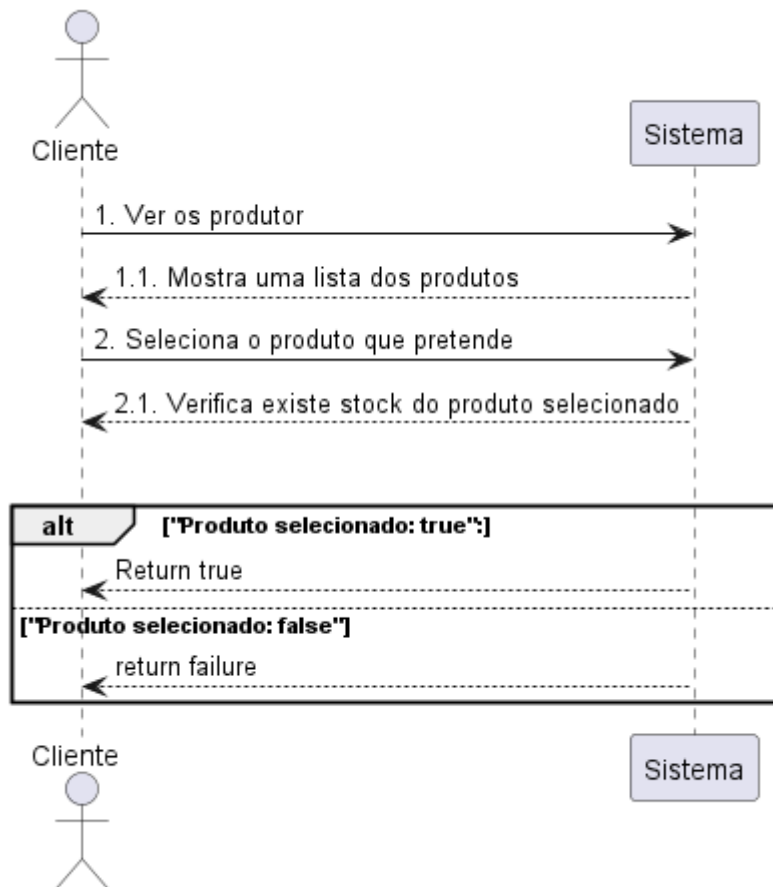 Cliente
Sistema
1. Ver os produtor
1.1. Mostra uma lista dos produtos
2. Seleciona o produto que pretende
2.1. Verifica existe stock do produto selecionado
alt ["Produto selecionado: true":]
Return true
["Produto selecionado: false"]
return failure
Cliente
Sistema